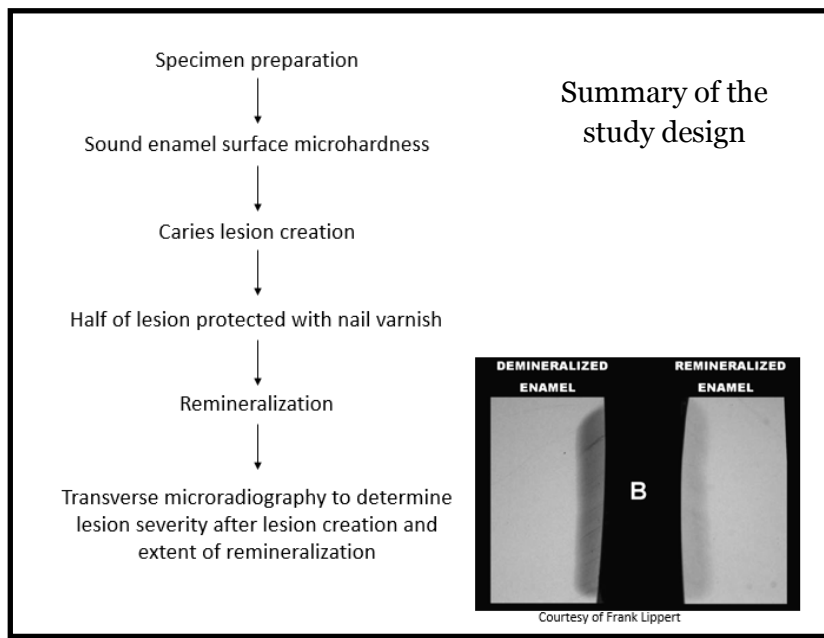 Specimen preparation
Sound enamel surface microhardness
Caries lesion creation
Half of lesion protected with nail varnish
Remineralization
Transverse microradiography to determine
lesion severity after lesion creation and
extent of remineralization
Summary of the
study design
DEMINERALIZED
ENAMEL
REMINERALIZED
ENAMEL
B
Courtesy of Frank Lippert